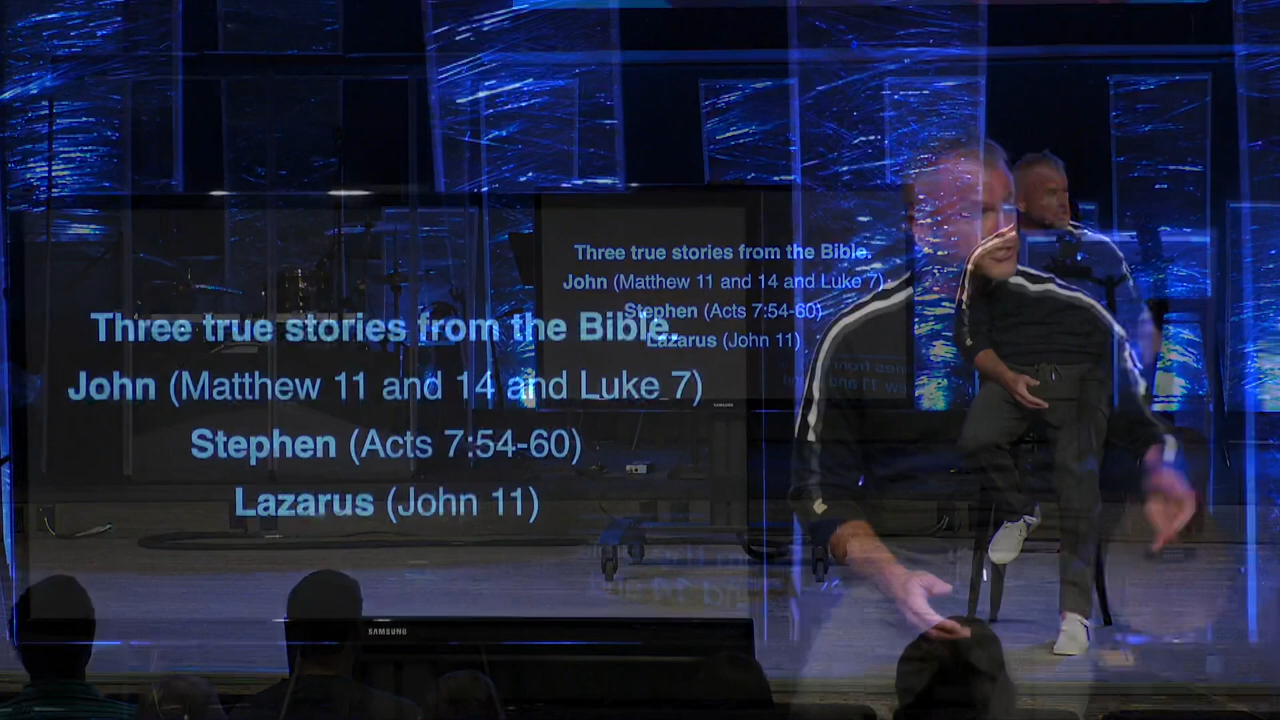 Three true stories from the Bible.
John (Matthew 11 and 14 and Luke 7)
Stephen (Acts 7:54-60)
Lazarus (John 11)
SAMSUNG
Three true stories from the Bible.
John (Matthew 11 and 14 and Luke 7)
Stephen (Acts 7:54-60)
Lazarus (John 11)
SAMSUNG